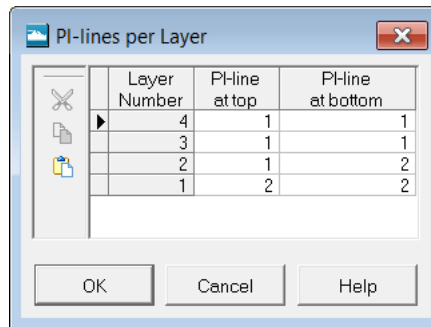 PI-lines per Layer
Layer Number PI-line at top PI-line at bottom
4 1 1
3 1 1
2 1 2
1 2 2
OK Cancel Help